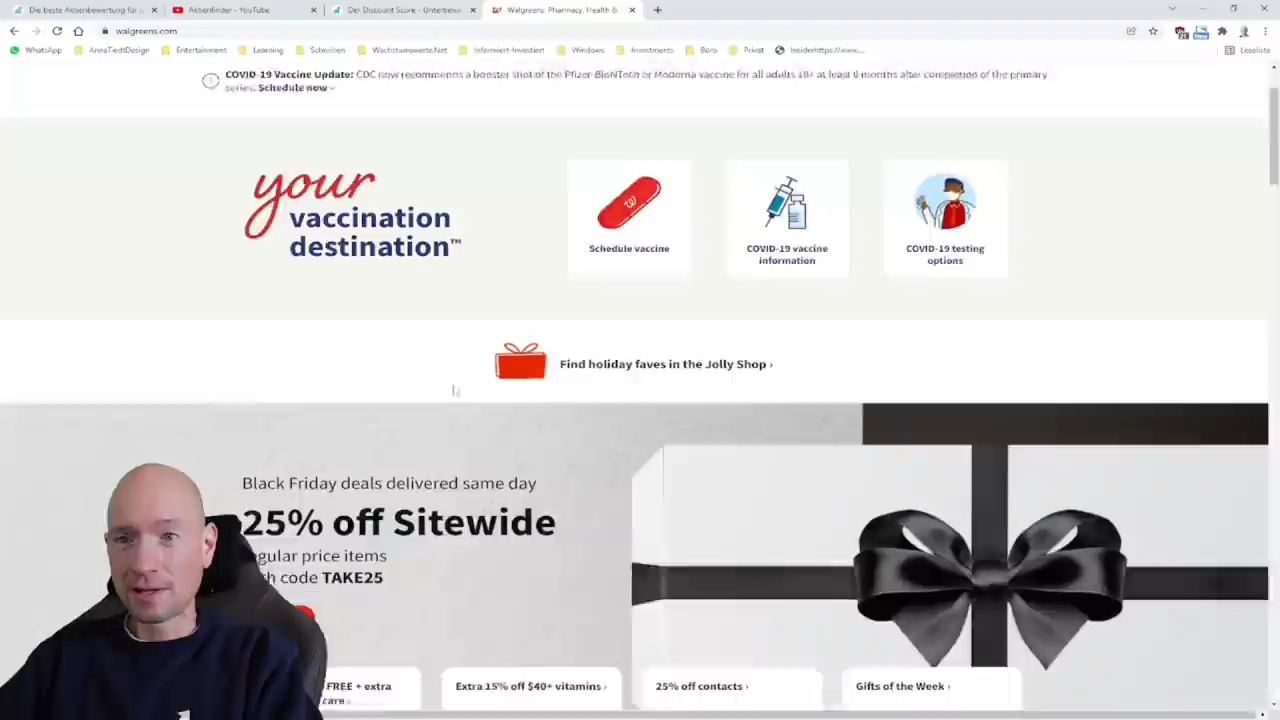 Die beste Aktienbewertung für
Aktienfinder - YouTube
Der Discount Score - Unterbew
Walgreens: Pharmacy, Health &
walgreens.com
WhatsApp
AnnaTiedtDesign
Entertainment
Learning
Schreiben
Wachstumswerte.Net
Informiert-Investiert
Windows
Investments
Büro
Privat
Insiderhttps://www....
Leseliste
COVID-19 Vaccine Update: CDC now recommends a booster shot of the Pfizer-BioNTech or Moderna vaccine for all adults 18+ at least 6 months after completion of the primary
series. Schedule now ›
your
vaccination
destination™
Schedule vaccine
COVID-19 vaccine
information
COVID-19 testing
options
Find holiday faves in the Jolly Shop ›
Black Friday deals delivered same day
25% off Sitewide
egular price items
h code TAKE25
FREE + extra
care ›
Extra 15% off $40+ vitamins ›
25% off contacts ›
Gifts of the Week ›